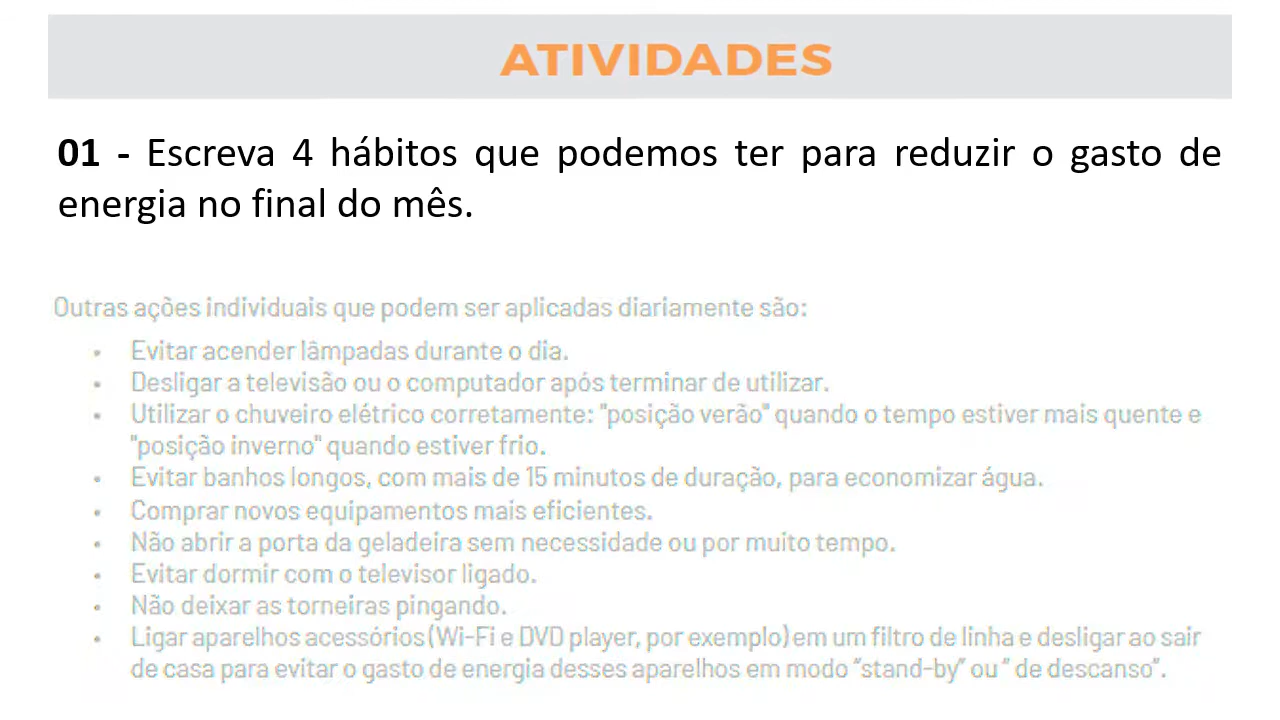 ATIVIDADES
01 - Escreva 4 hábitos que podemos ter para reduzir o gasto de
energia no final do mês.
Outras ações individuais que podem ser aplicadas diariamente são:
• Evitar acender lâmpadas durante o dia.
• Desligar a televisão ou o computador após terminar de utilizar.
• Utilizar o chuveiro elétrico corretamente: "posição verão" quando o tempo estiver mais quente e
"posição inverno" quando estiver frio.
• Evitar banhos longos, com mais de 15 minutos de duração, para economizar água.
• Comprar novos equipamentos mais eficientes.
• Não abrir a porta da geladeira sem necessidade ou por muito tempo.
• Evitar dormir com o televisor ligado.
• Não deixar as torneiras pingando.
• Ligar aparelhos acessórios (Wi-Fi e DVD player, por exemplo) em um filtro de linha e desligar ao sair
de casa para evitar o gasto de energia desses aparelhos em modo “stand-by” ou “ de descanso”.